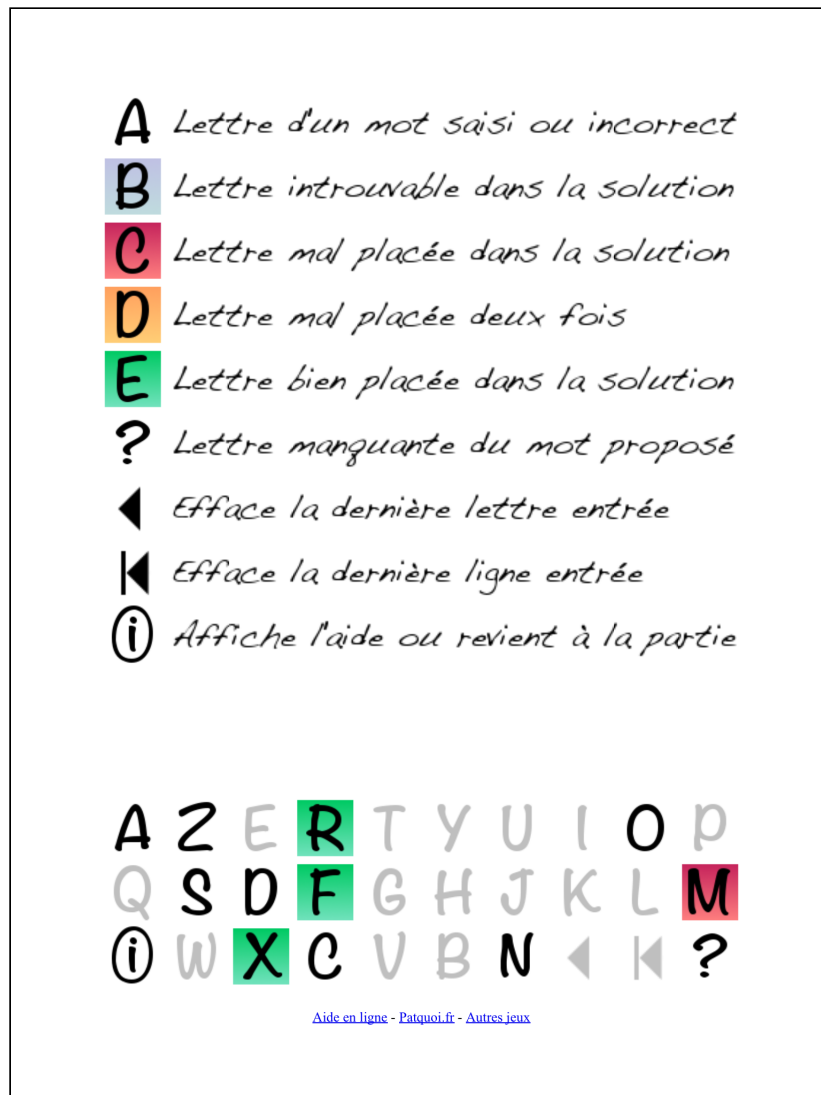 A Lettre d'un mot saisi ou incorrect
B Lettre introuvable dans la solution
C Lettre mal placée dans la solution
D Lettre mal placée deux fois
E Lettre bien placée dans la solution
? Lettre manquante du mot proposé
Efface la dernière lettre entrée
Efface la dernière ligne entrée
i Affiche l'aide ou revient à la partie
A Z E R T Y U I O P
Q S D F G H J K L M
i W X C V B N ?
Aide en ligne - Patquoi.fr - Autres jeux